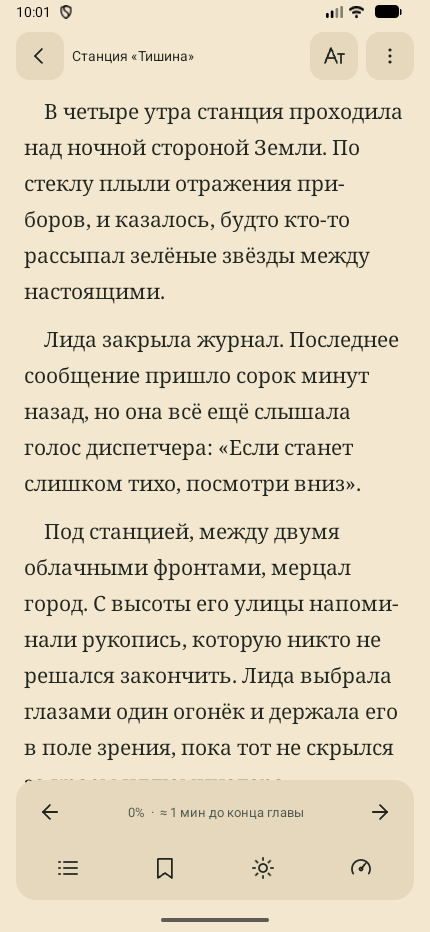 10:01
Станция «Тишина»
В четыре утра станция проходила
над ночной стороной Земли. По
стеклу плыли отражения при-
боров, и казалось, будто кто-то
рассыпал зелёные звёзды между
настоящими.
Лида закрыла журнал. Последнее
сообщение пришло сорок минут
назад, но она всё ещё слышала
голос диспетчера: «Если станет
слишком тихо, посмотри вниз».
Под станцией, между двумя
облачными фронтами, мерцал
город. С высоты его улицы напоми-
нали рукопись, которую никто не
решался закончить. Лида выбрала
глазами один огонёк и держала его
в поле зрения, пока тот не скрылся
0% · ≈ 1 мин до конца главы